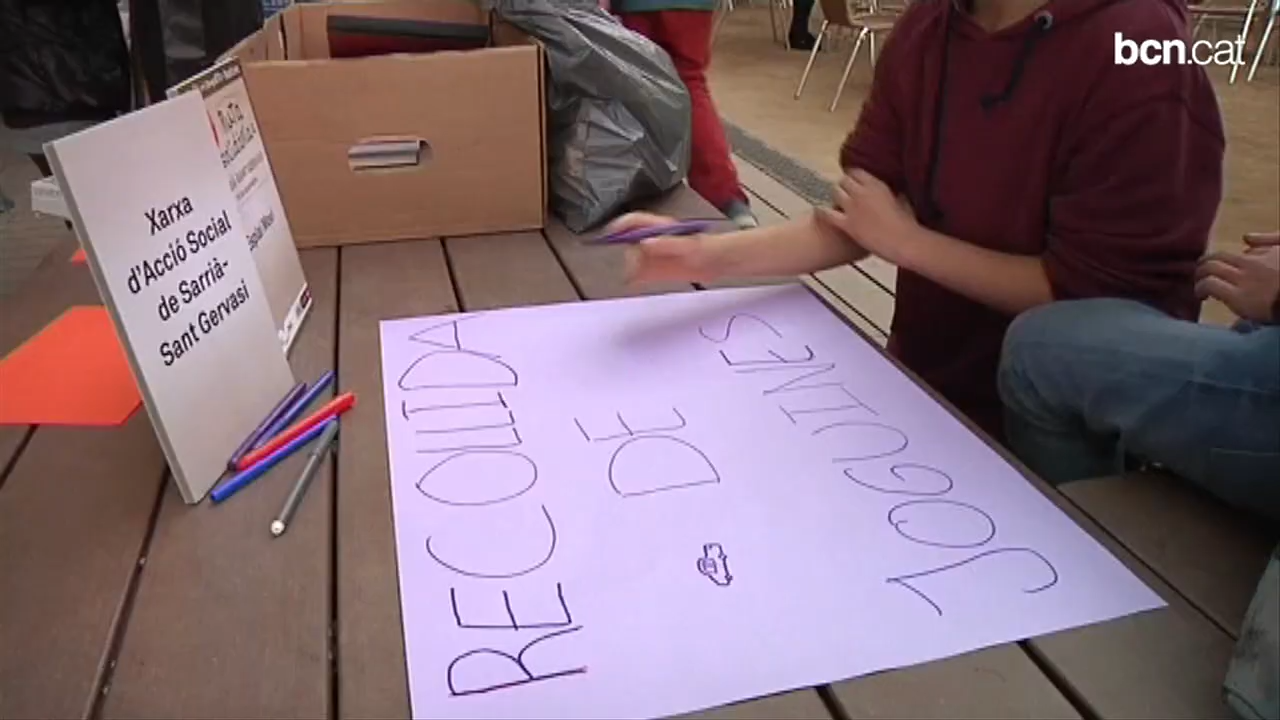 bcn.cat
Xarxa
d'Acció Social
de Sarrià-
Sant Gervasi
RECOLLIDA
DE
JOGUINES